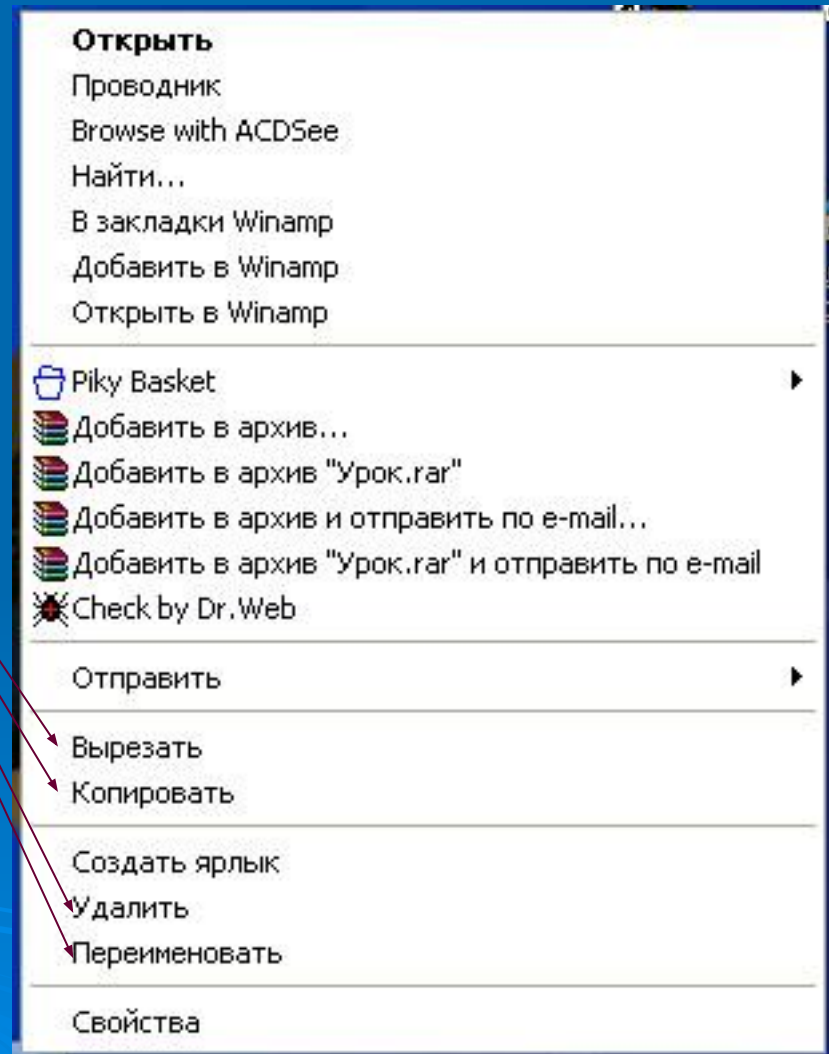 Открыть
Проводник
Browse with ACDSee
Найти...
В закладки Winamp
Добавить в Winamp
Открыть в Winamp
Piky Basket
Добавить в архив...
Добавить в архив "Урок.rar"
Добавить в архив и отправить по e-mail...
Добавить в архив "Урок.rar" и отправить по e-mail
Check by Dr.Web
Отправить
Вырезать
Копировать
Создать ярлык
Удалить
Переименовать
Свойства